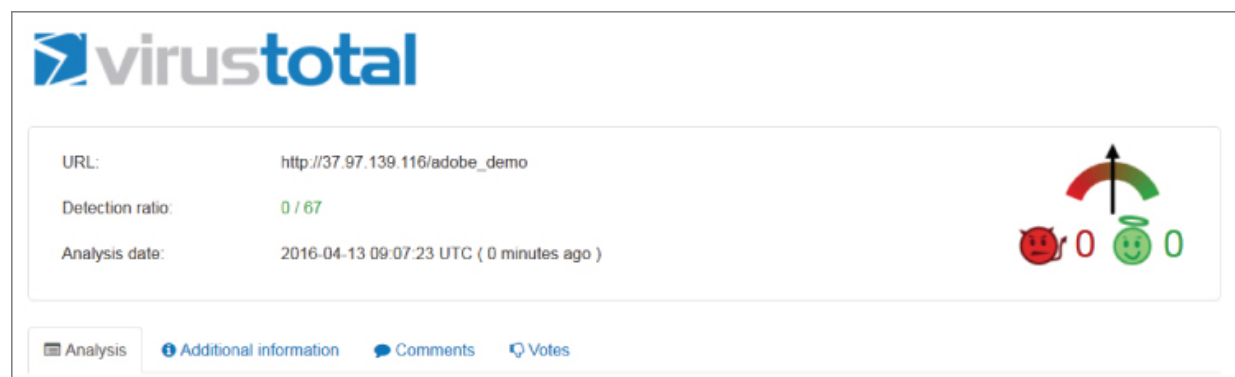 virustotal
URL: http://37.97.139.116/adobe_demo
Detection ratio: 0 / 67
Analysis date: 2016-04-13 09:07:23 UTC ( 0 minutes ago )
0 0
Analysis Additional information Comments Votes